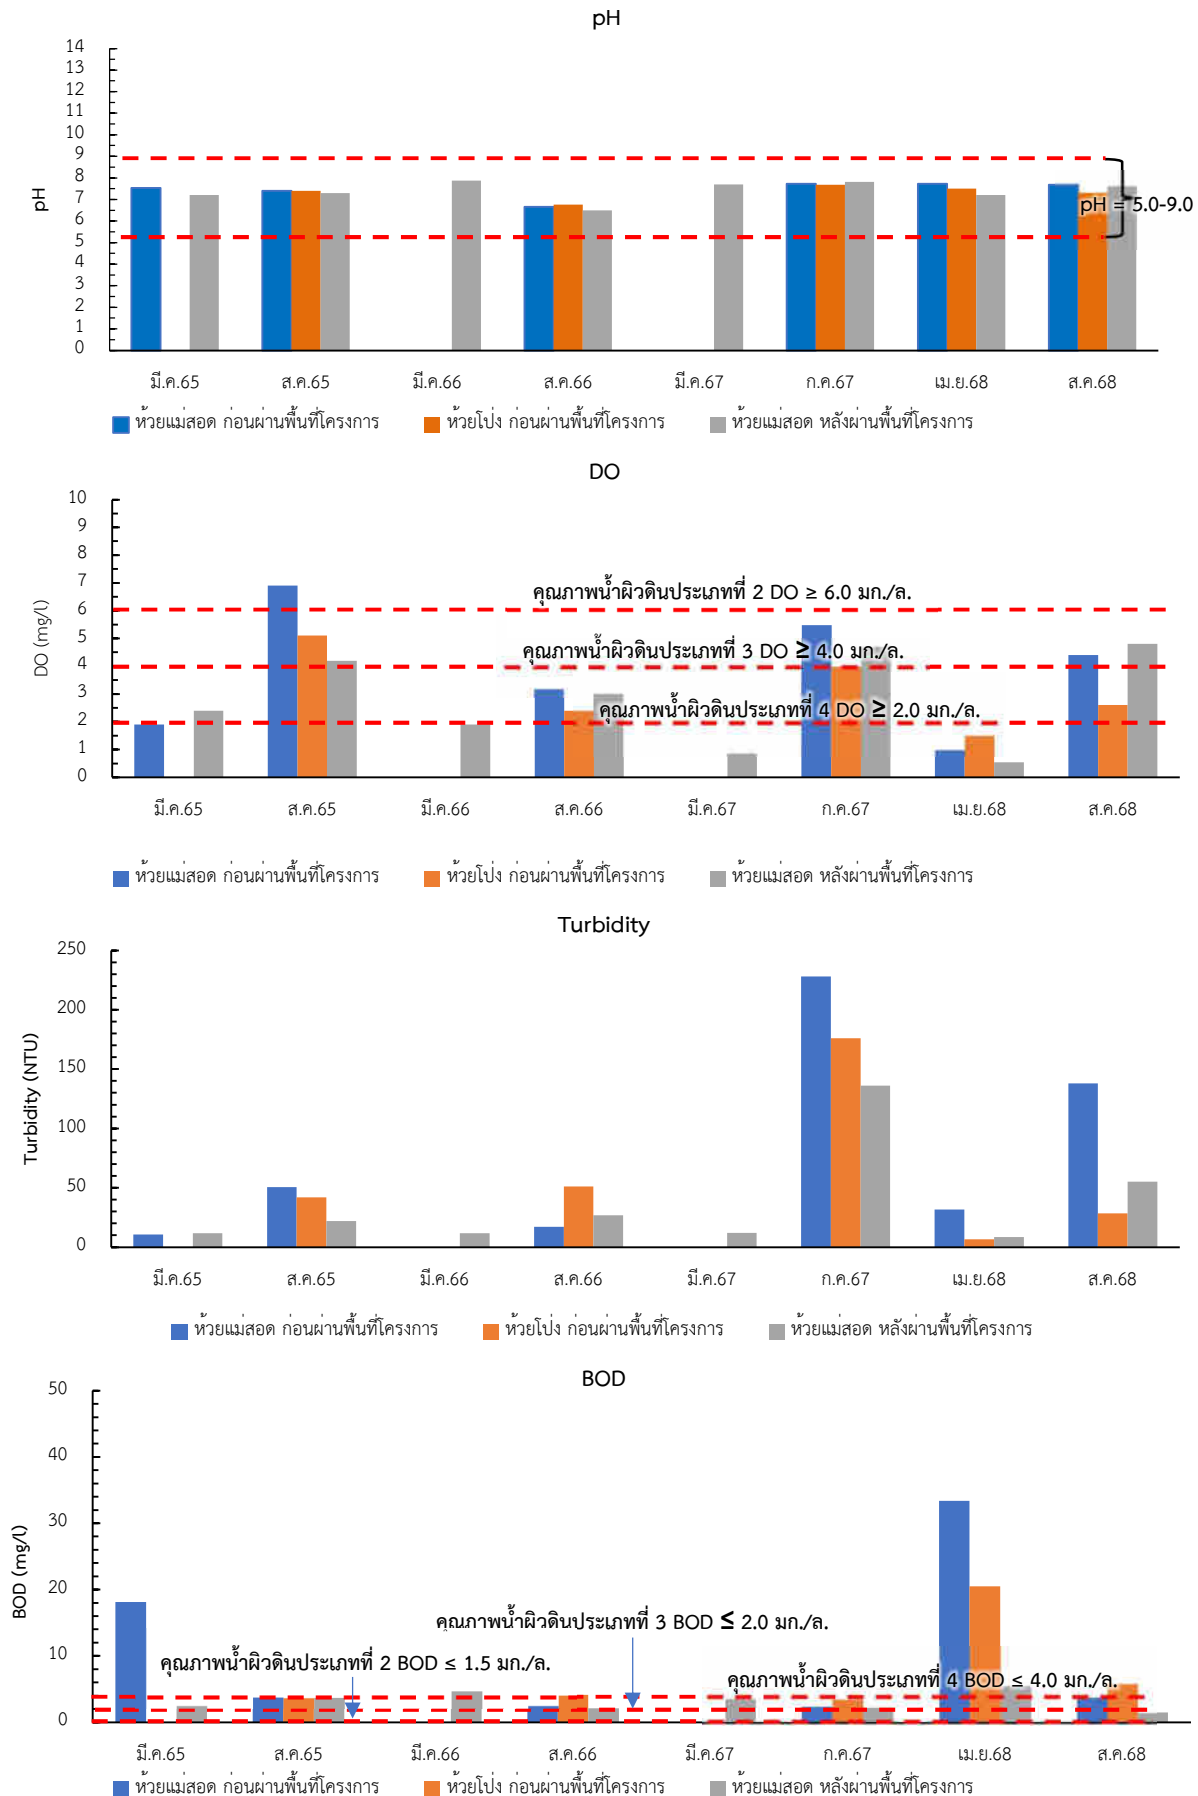 pH
14
13
12
11
10
9
8
7
6
5
4
3
2
1
0
pH
pH = 5.0-9.0
มี.ค.65 ส.ค.65 มี.ค.66 ส.ค.66 มี.ค.67 ก.ค.67 เม.ย.68 ส.ค.68
ห้วยแม่สอด ก่อนผ่านพื้นที่โครงการ ห้วยโป่ง ก่อนผ่านพื้นที่โครงการ ห้วยแม่สอด หลังผ่านพื้นที่โครงการ
DO
10
9
8
7
6
5
4
3
2
1
0
DO (mg/l)
คุณภาพน้ำผิวดินประเภทที่ 2 DO ≥ 6.0 มก./ล.
คุณภาพน้ำผิวดินประเภทที่ 3 DO ≥ 4.0 มก./ล.
คุณภาพน้ำผิวดินประเภทที่ 4 DO ≥ 2.0 มก./ล.
มี.ค.65 ส.ค.65 มี.ค.66 ส.ค.66 มี.ค.67 ก.ค.67 เม.ย.68 ส.ค.68
ห้วยแม่สอด ก่อนผ่านพื้นที่โครงการ ห้วยโป่ง ก่อนผ่านพื้นที่โครงการ ห้วยแม่สอด หลังผ่านพื้นที่โครงการ
Turbidity
250
200
150
100
50
0
Turbidity (NTU)
มี.ค.65 ส.ค.65 มี.ค.66 ส.ค.66 มี.ค.67 ก.ค.67 เม.ย.68 ส.ค.68
ห้วยแม่สอด ก่อนผ่านพื้นที่โครงการ ห้วยโป่ง ก่อนผ่านพื้นที่โครงการ ห้วยแม่สอด หลังผ่านพื้นที่โครงการ
BOD
50
40
30
20
10
0
BOD (mg/l)
คุณภาพน้ำผิวดินประเภทที่ 3 BOD ≤ 2.0 มก./ล.
คุณภาพน้ำผิวดินประเภทที่ 2 BOD ≤ 1.5 มก./ล.
คุณภาพน้ำผิวดินประเภทที่ 4 BOD ≤ 4.0 มก./ล.
มี.ค.65 ส.ค.65 มี.ค.66 ส.ค.66 มี.ค.67 ก.ค.67 เม.ย.68 ส.ค.68
ห้วยแม่สอด ก่อนผ่านพื้นที่โครงการ ห้วยโป่ง ก่อนผ่านพื้นที่โครงการ ห้วยแม่สอด หลังผ่านพื้นที่โครงการ